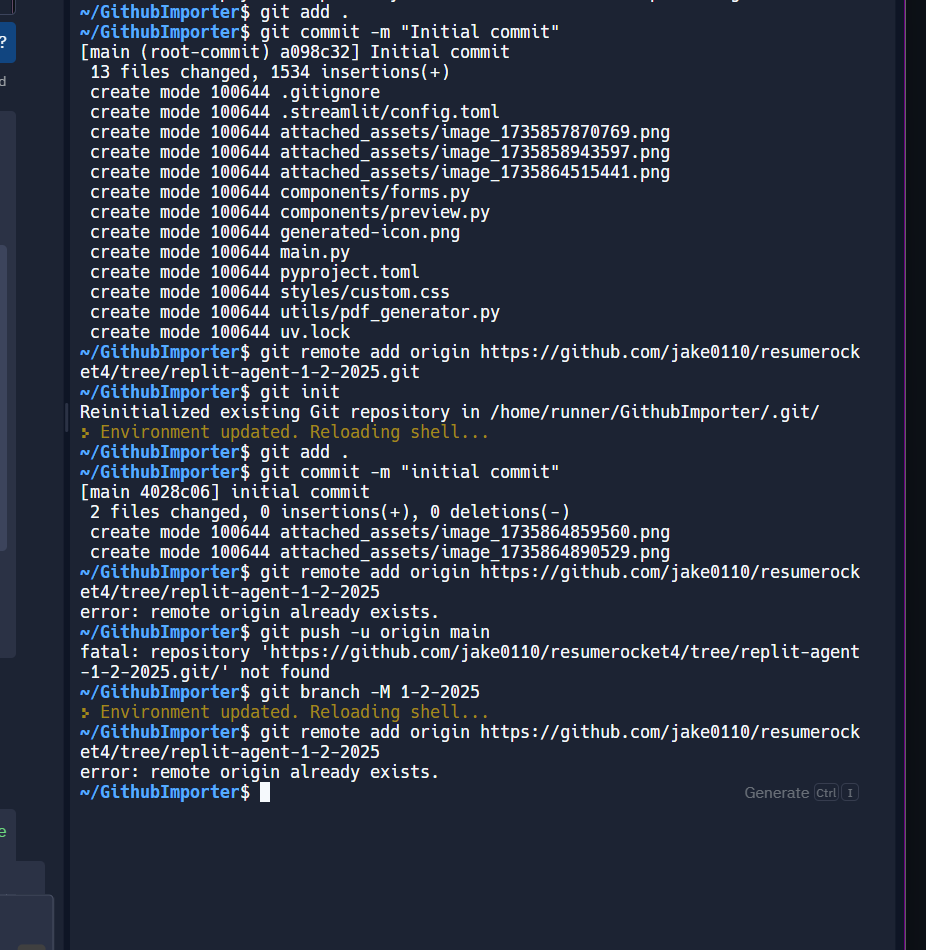 ~/GithubImporter$ git add .
~/GithubImporter$ git commit -m "Initial commit"
[main (root-commit) a098c32] Initial commit
13 files changed, 1534 insertions(+)
create mode 100644 .gitignore
create mode 100644 .streamlit/config.toml
create mode 100644 attached_assets/image_1735857870769.png
create mode 100644 attached_assets/image_1735858943597.png
create mode 100644 attached_assets/image_1735864515441.png
create mode 100644 components/forms.py
create mode 100644 components/preview.py
create mode 100644 generated-icon.png
create mode 100644 main.py
create mode 100644 pyproject.toml
create mode 100644 styles/custom.css
create mode 100644 utils/pdf_generator.py
create mode 100644 uv.lock
~/GithubImporter$ git remote add origin https://github.com/jake0110/resumerock
et4/tree/replit-agent-1-2-2025.git
~/GithubImporter$ git init
Reinitialized existing Git repository in /home/runner/GithubImporter/.git/
Environment updated. Reloading shell...
~/GithubImporter$ git add .
~/GithubImporter$ git commit -m "initial commit"
[main 4028c06] initial commit
2 files changed, 0 insertions(+), 0 deletions(-)
create mode 100644 attached_assets/image_1735864859560.png
create mode 100644 attached_assets/image_1735864890529.png
~/GithubImporter$ git remote add origin https://github.com/jake0110/resumerock
et4/tree/replit-agent-1-2-2025
error: remote origin already exists.
~/GithubImporter$ git push -u origin main
fatal: repository 'https://github.com/jake0110/resumerocket4/tree/replit-agent
-1-2-2025.git/' not found
~/GithubImporter$ git branch -M 1-2-2025
Environment updated. Reloading shell...
~/GithubImporter$ git remote add origin https://github.com/jake0110/resumerock
et4/tree/replit-agent-1-2-2025
error: remote origin already exists.
~/GithubImporter$
Generate Ctrl I